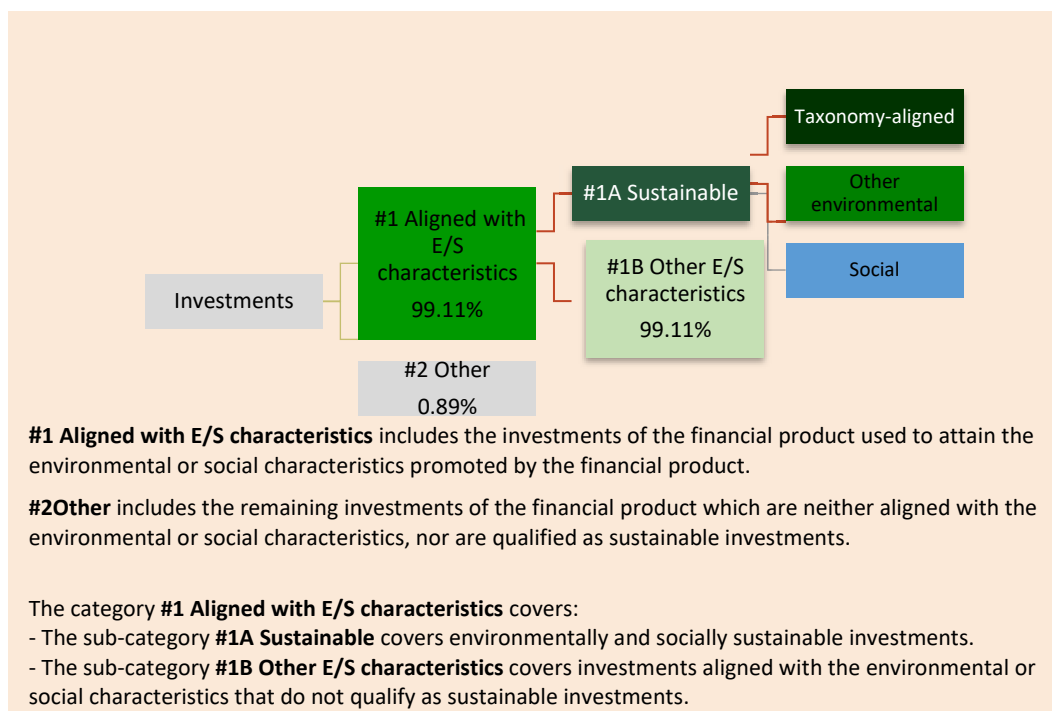 Taxonomy-aligned
#1A Sustainable
Other
environmental
#1 Aligned with
E/S
characteristics
99.11%
#1B Other E/S
characteristics
99.11%
Social
Investments
#2 Other
0.89%
#1 Aligned with E/S characteristics includes the investments of the financial product used to attain the
environmental or social characteristics promoted by the financial product.
#2Other includes the remaining investments of the financial product which are neither aligned with the
environmental or social characteristics, nor are qualified as sustainable investments.
The category #1 Aligned with E/S characteristics covers:
- The sub-category #1A Sustainable covers environmentally and socially sustainable investments.
- The sub-category #1B Other E/S characteristics covers investments aligned with the environmental or
social characteristics that do not qualify as sustainable investments.